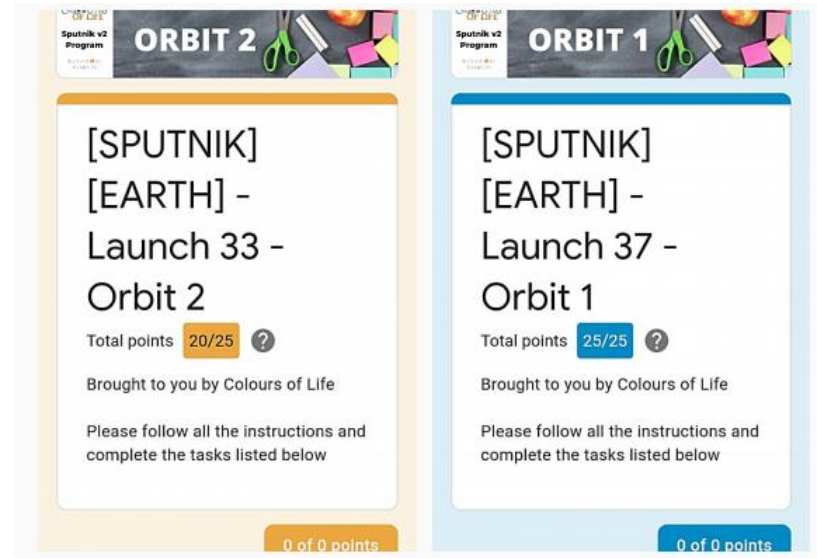 OF LIFE
Sputnik v2
Program
ORBIT 2
[SPUTNIK]
[EARTH] -
Launch 33 -
Orbit 2
Total points 20/25
Brought to you by Colours of Life
Please follow all the instructions and
complete the tasks listed below
0 of 0 points
OF LIFE
Sputnik v2
Program
ORBIT 1
[SPUTNIK]
[EARTH] -
Launch 37 -
Orbit 1
Total points 25/25
Brought to you by Colours of Life
Please follow all the instructions and
complete the tasks listed below
0 of 0 points